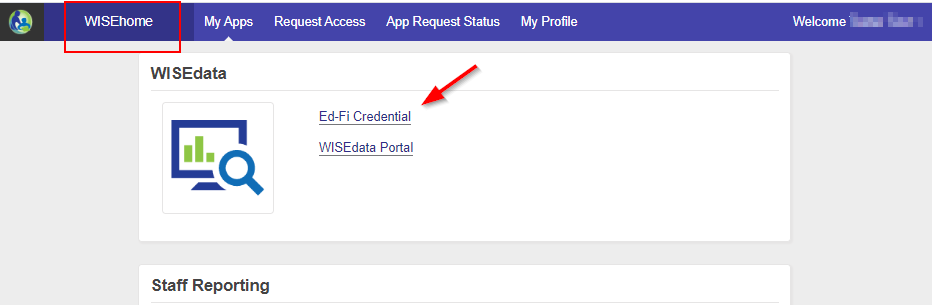 WISEhome My Apps Request Access App Request Status My Profile Welcome
WISEdata
Ed-Fi Credential
WISEdata Portal
Staff Reporting